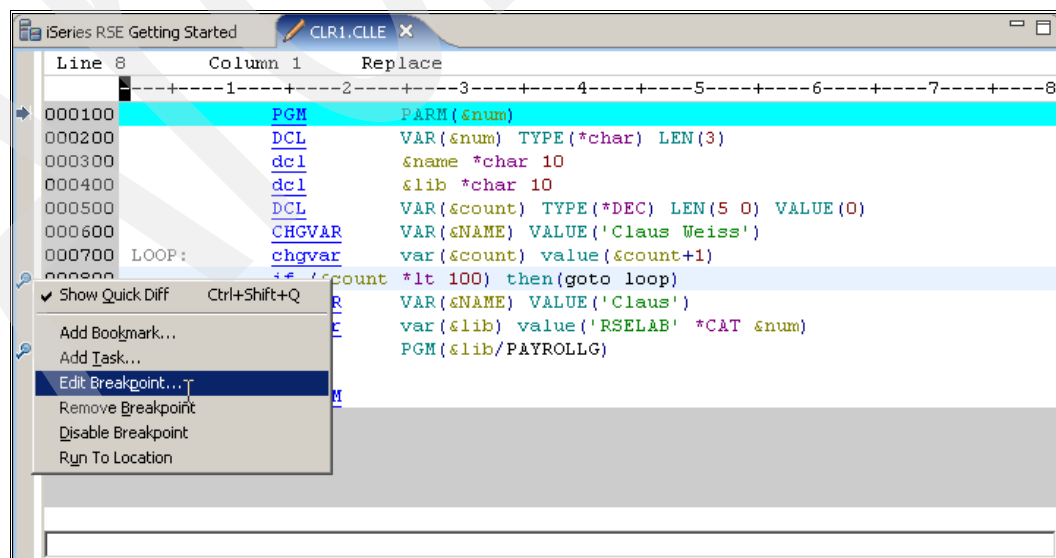 iSeries RSE Getting Started CLR1.CLLE
Line 8 Column 1 Replace
----+----1----+----2----+----3----+----4----+----5----+----6----+----7----+----8
000100 PGM PARM(&num)
000200 DCL VAR(&num) TYPE(*char) LEN(3)
000300 dcl &name *char 10
000400 dcl &lib *char 10
000500 DCL VAR(&count) TYPE(*DEC) LEN(5 0) VALUE(0)
000600 CHGVAR VAR(&NAME) VALUE('Claus Weiss')
000700 LOOP: chgvar var(&count) value(&count+1)
000800 if (&count *lt 100) then(goto loop)
R VAR(&NAME) VALUE('Claus')
r var(&lib) value('RSELAB' *CAT &num)
PGM(&lib/PAYROLLG)
M
Show Quick Diff Ctrl+Shift+Q
Add Bookmark...
Add Task...
Edit Breakpoint...
Remove Breakpoint
Disable Breakpoint
Run To Location